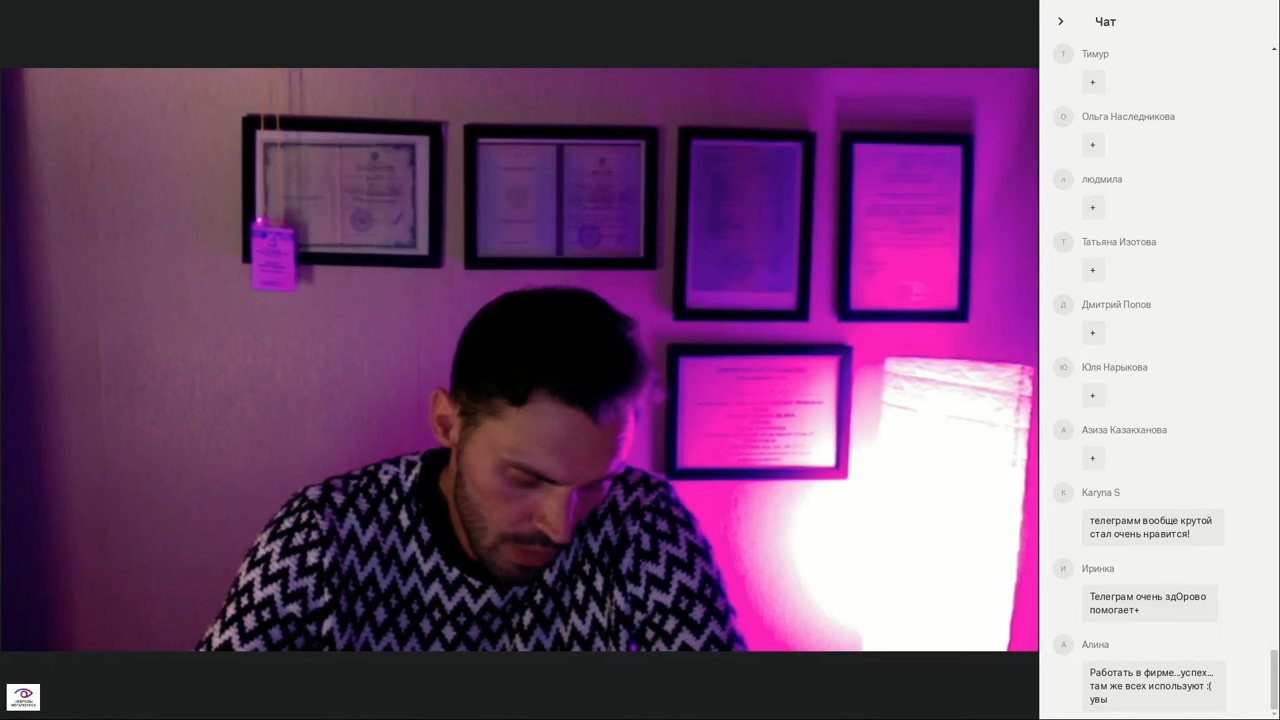 Чат
Тимур
+
Ольга Наследникова
+
людмила
+
Татьяна Изотова
+
Дмитрий Попов
+
Юля Нарыкова
+
Азиза Казакханова
+
Karyna S
телеграмм вообще крутой
стал очень нравится!
Иринка
Телеграм очень здОрово
помогает+
Алина
Работать в фирме...успех...
там же всех используют :(
увы